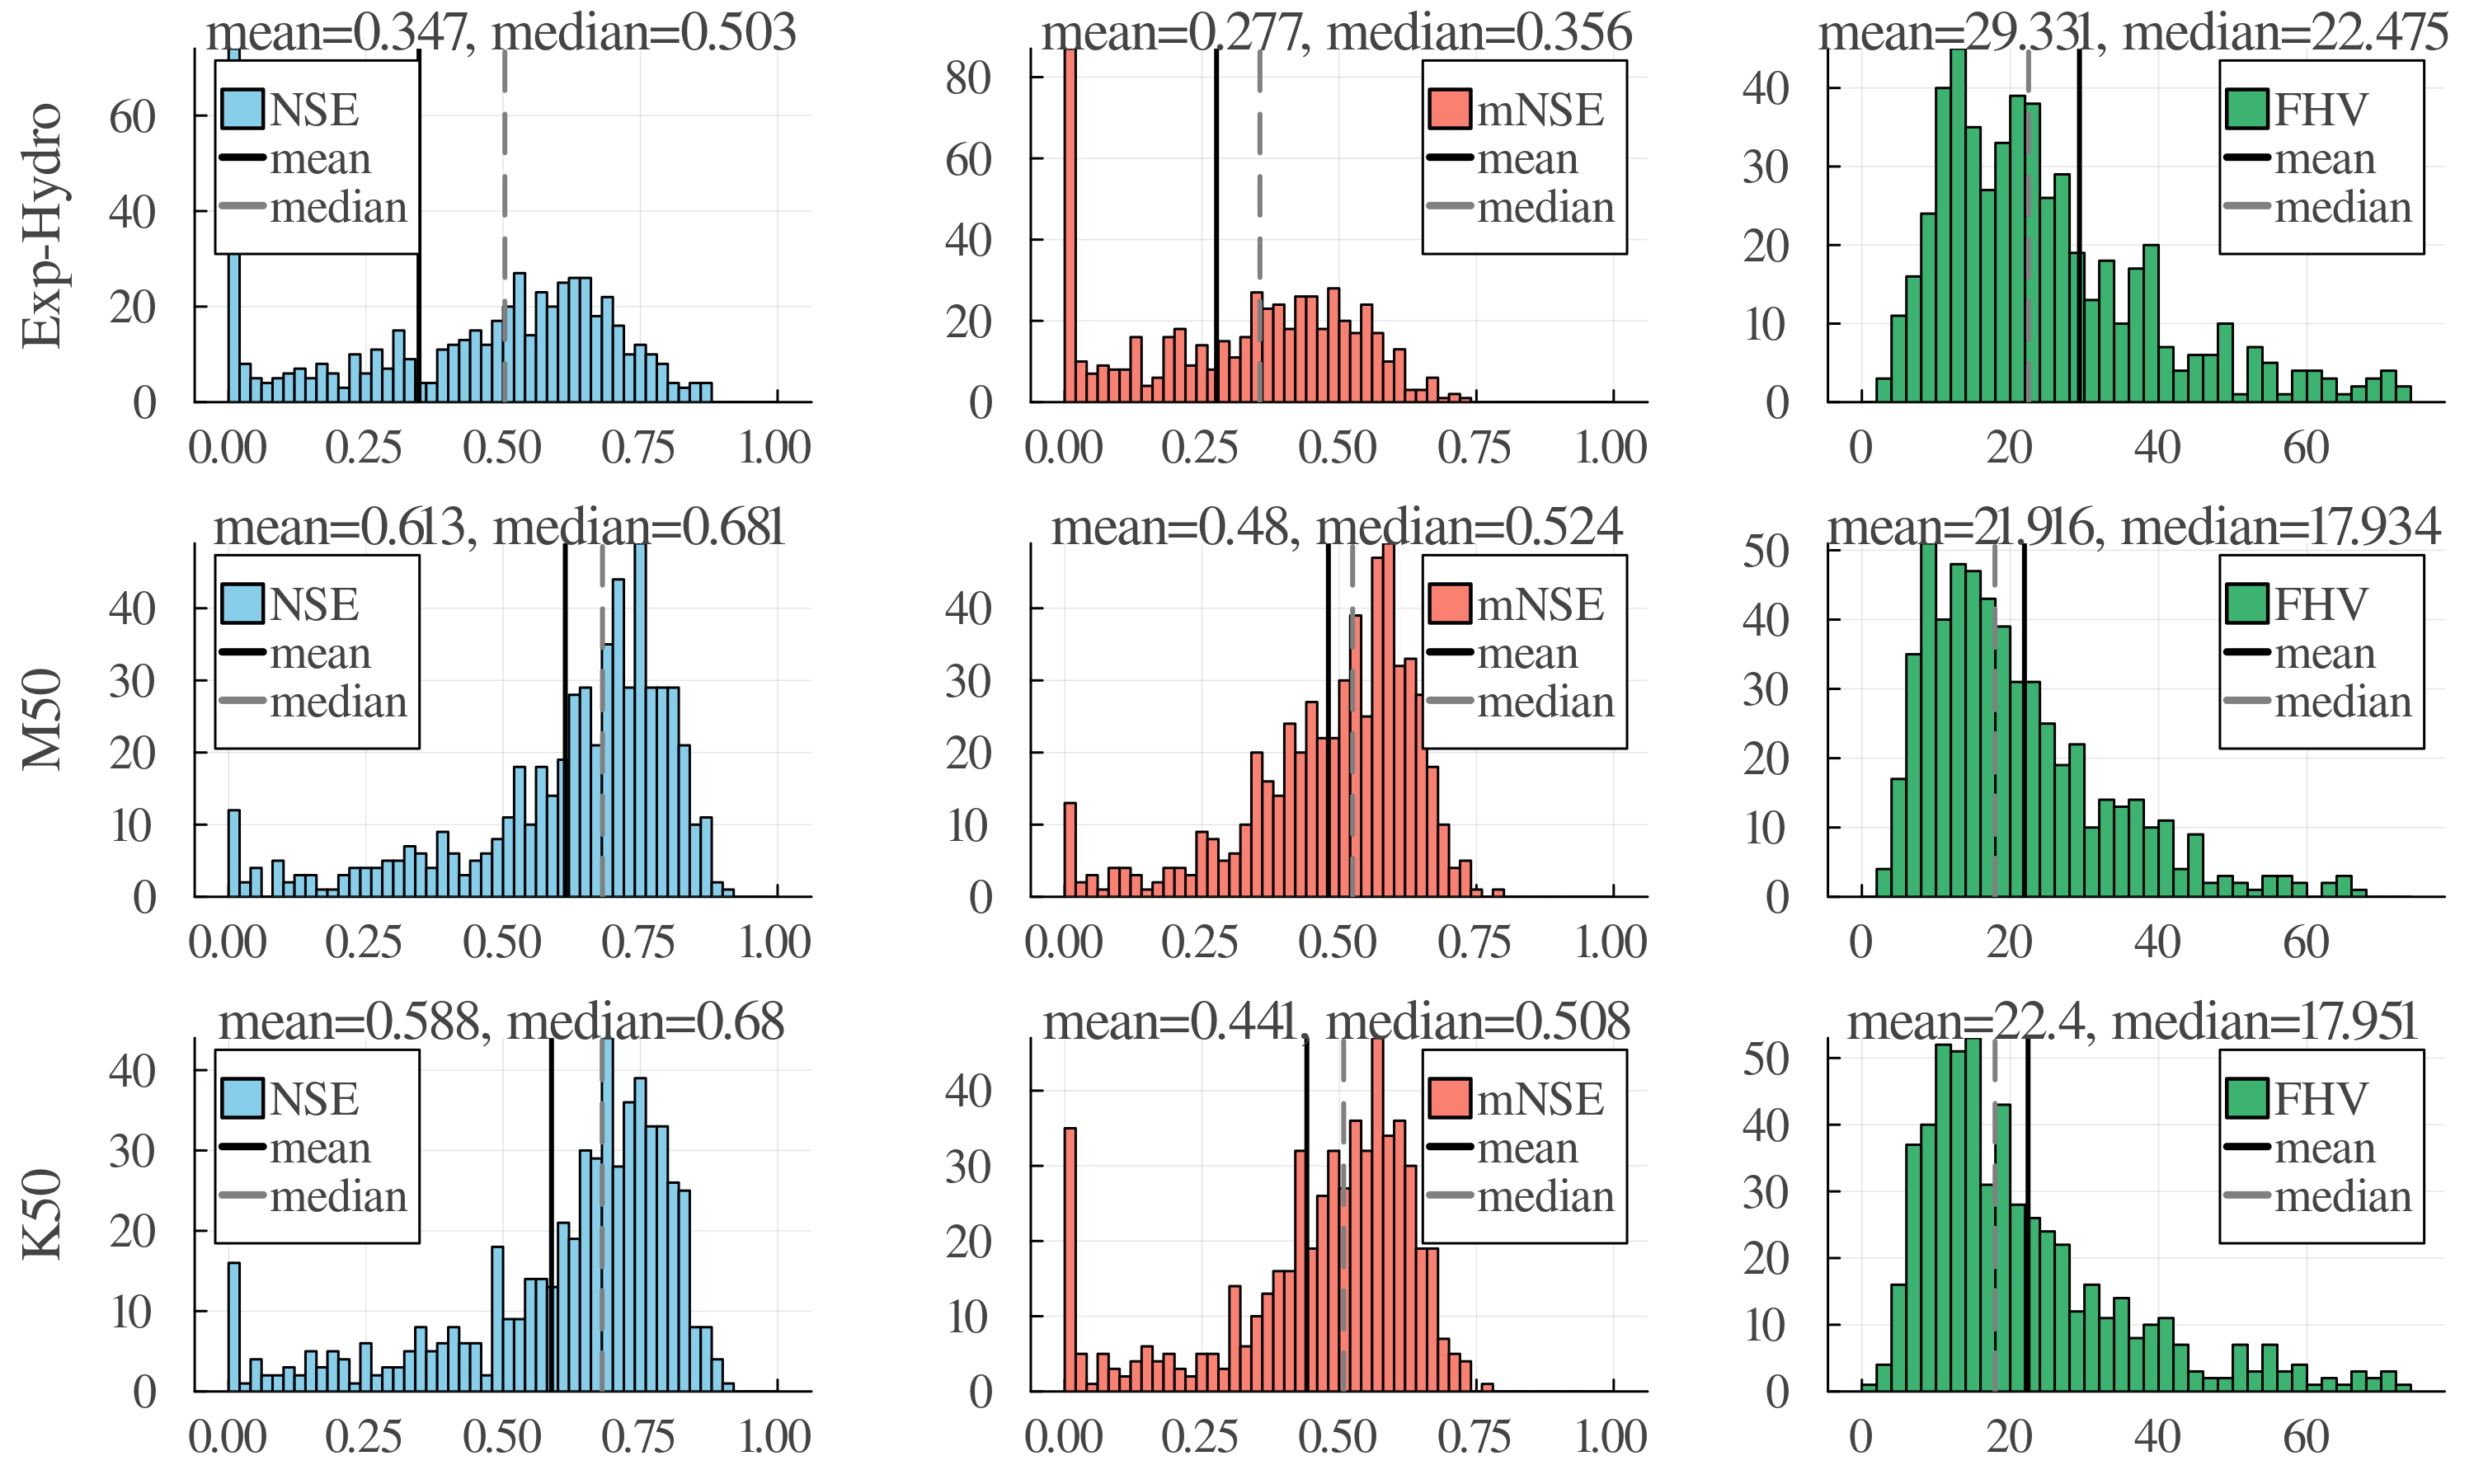 mean=0.347, median=0.503
mean=0.277, median=0.356
mean=29.331, median=22.475
Exp-Hydro
60
40
20
0
NSE
mean
median
0.00 0.25 0.50 0.75 1.00
80
60
40
20
0
mNSE
mean
median
0.00 0.25 0.50 0.75 1.00
40
30
20
10
0
FHV
mean
median
0 20 40 60
mean=0.613, median=0.681
mean=0.48, median=0.524
mean=21.916, median=17.934
M50
40
30
20
10
0
NSE
mean
median
0.00 0.25 0.50 0.75 1.00
40
30
20
10
0
mNSE
mean
median
0.00 0.25 0.50 0.75 1.00
50
40
30
20
10
0
FHV
mean
median
0 20 40 60
mean=0.588, median=0.68
mean=0.441, median=0.508
mean=22.4, median=17.951
K50
40
30
20
10
0
NSE
mean
median
0.00 0.25 0.50 0.75 1.00
40
30
20
10
0
mNSE
mean
median
0.00 0.25 0.50 0.75 1.00
50
40
30
20
10
0
FHV
mean
median
0 20 40 60